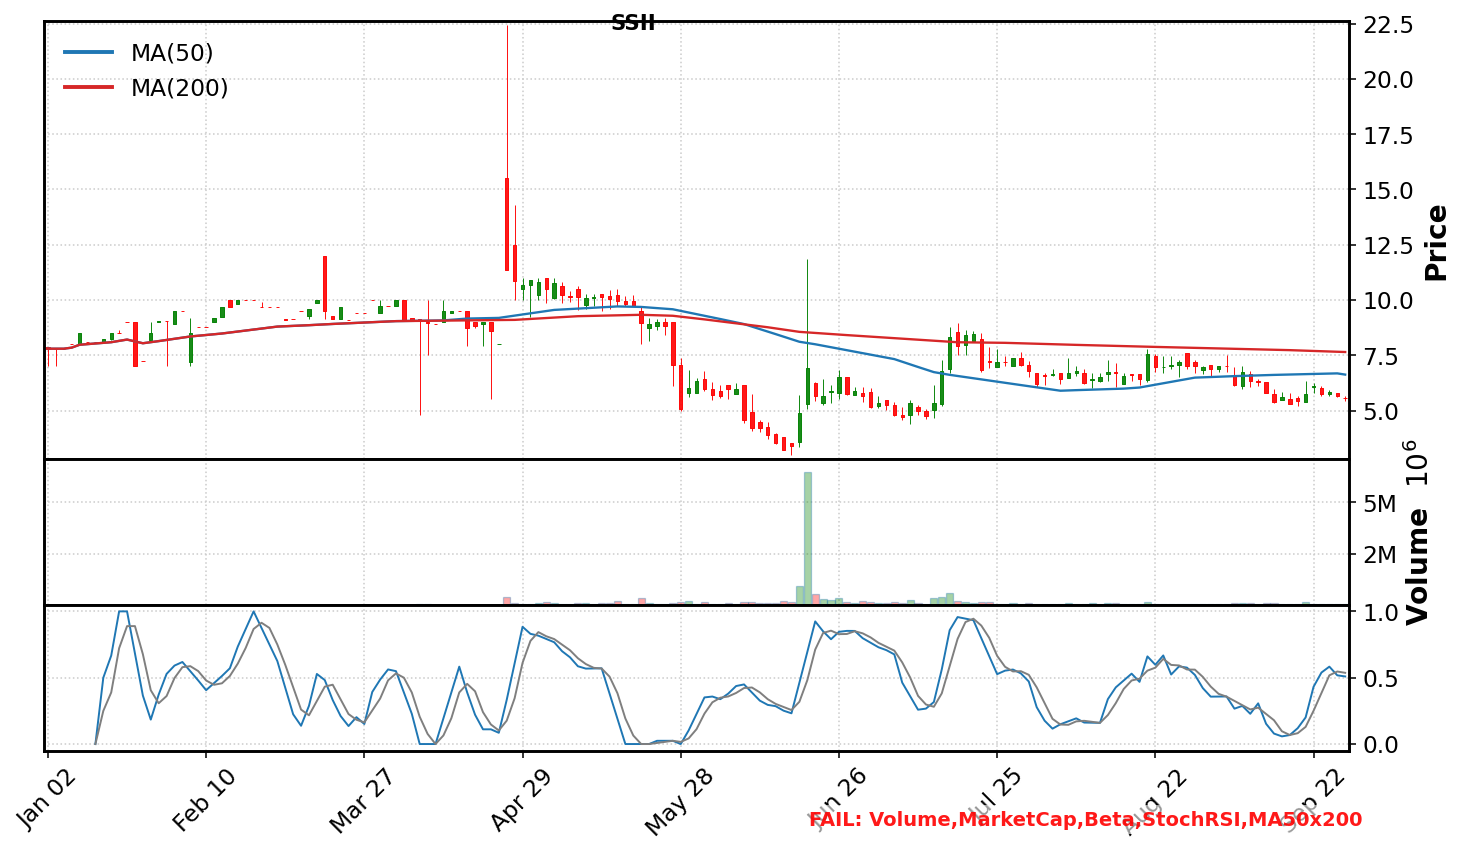 SSII
MA(50)
MA(200)
22.5
20.0
17.5
15.0
12.5
10.0
7.5
5.0
Price
5M
2M
Volume 10^6
1.0
0.5
0.0
Jan 02
Feb 10
Mar 27
Apr 29
May 28
Jun 26
Jul 25
Aug 22
Sep 22
FAIL: Volume,MarketCap,Beta,StochRSI,MA50x200